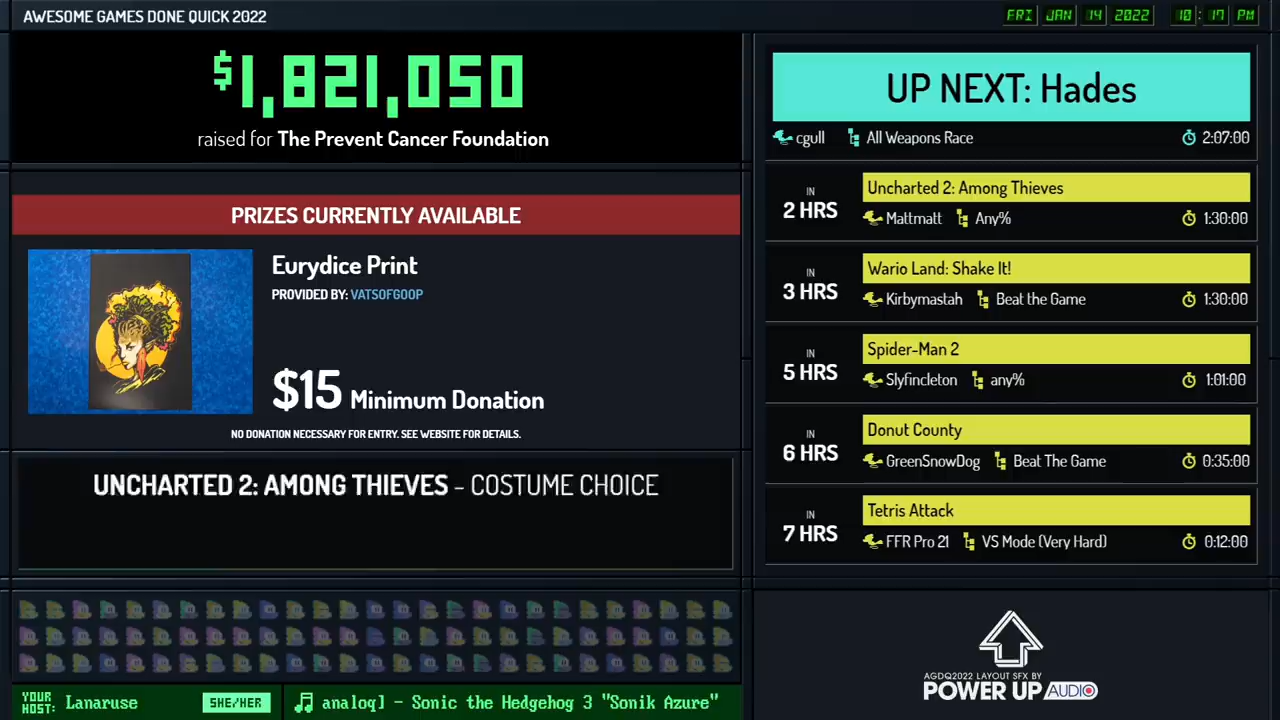 AWESOME GAMES DONE QUICK 2022
FRI JAN 14 2022 10:17 PM
$1,821,050
raised for The Prevent Cancer Foundation
PRIZES CURRENTLY AVAILABLE
Eurydice Print
PROVIDED BY: VATSOFGOOP
$15 Minimum Donation
NO DONATION NECESSARY FOR ENTRY. SEE WEBSITE FOR DETAILS.
UNCHARTED 2: AMONG THIEVES - COSTUME CHOICE
YOUR HOST: Lanaruse SHE/HER
analoq] - Sonic the Hedgehog 3 "Sonik Azure"
UP NEXT: Hades
cgull All Weapons Race 2:07:00
IN 2 HRS
Uncharted 2: Among Thieves
Mattmatt Any% 1:30:00
IN 3 HRS
Wario Land: Shake It!
Kirbymastah Beat the Game 1:30:00
IN 5 HRS
Spider-Man 2
Slyfincleton any% 1:01:00
IN 6 HRS
Donut County
GreenSnowDog Beat The Game 0:35:00
IN 7 HRS
Tetris Attack
FFR Pro 21 VS Mode (Very Hard) 0:12:00
AGDQ2022 LAYOUT SFX BY
POWER UP AUDIO